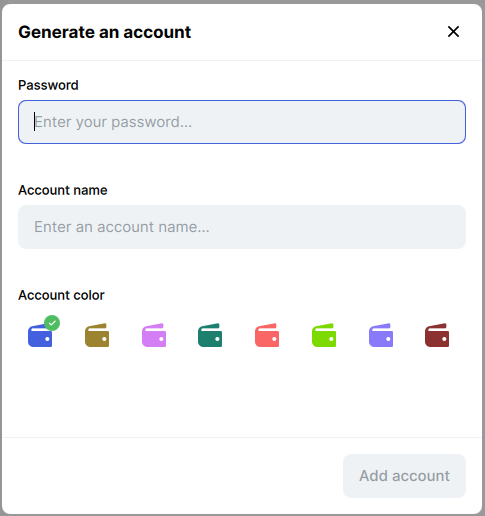 Generate an account
Password
Enter your password...
Account name
Enter an account name...
Account color
Add account